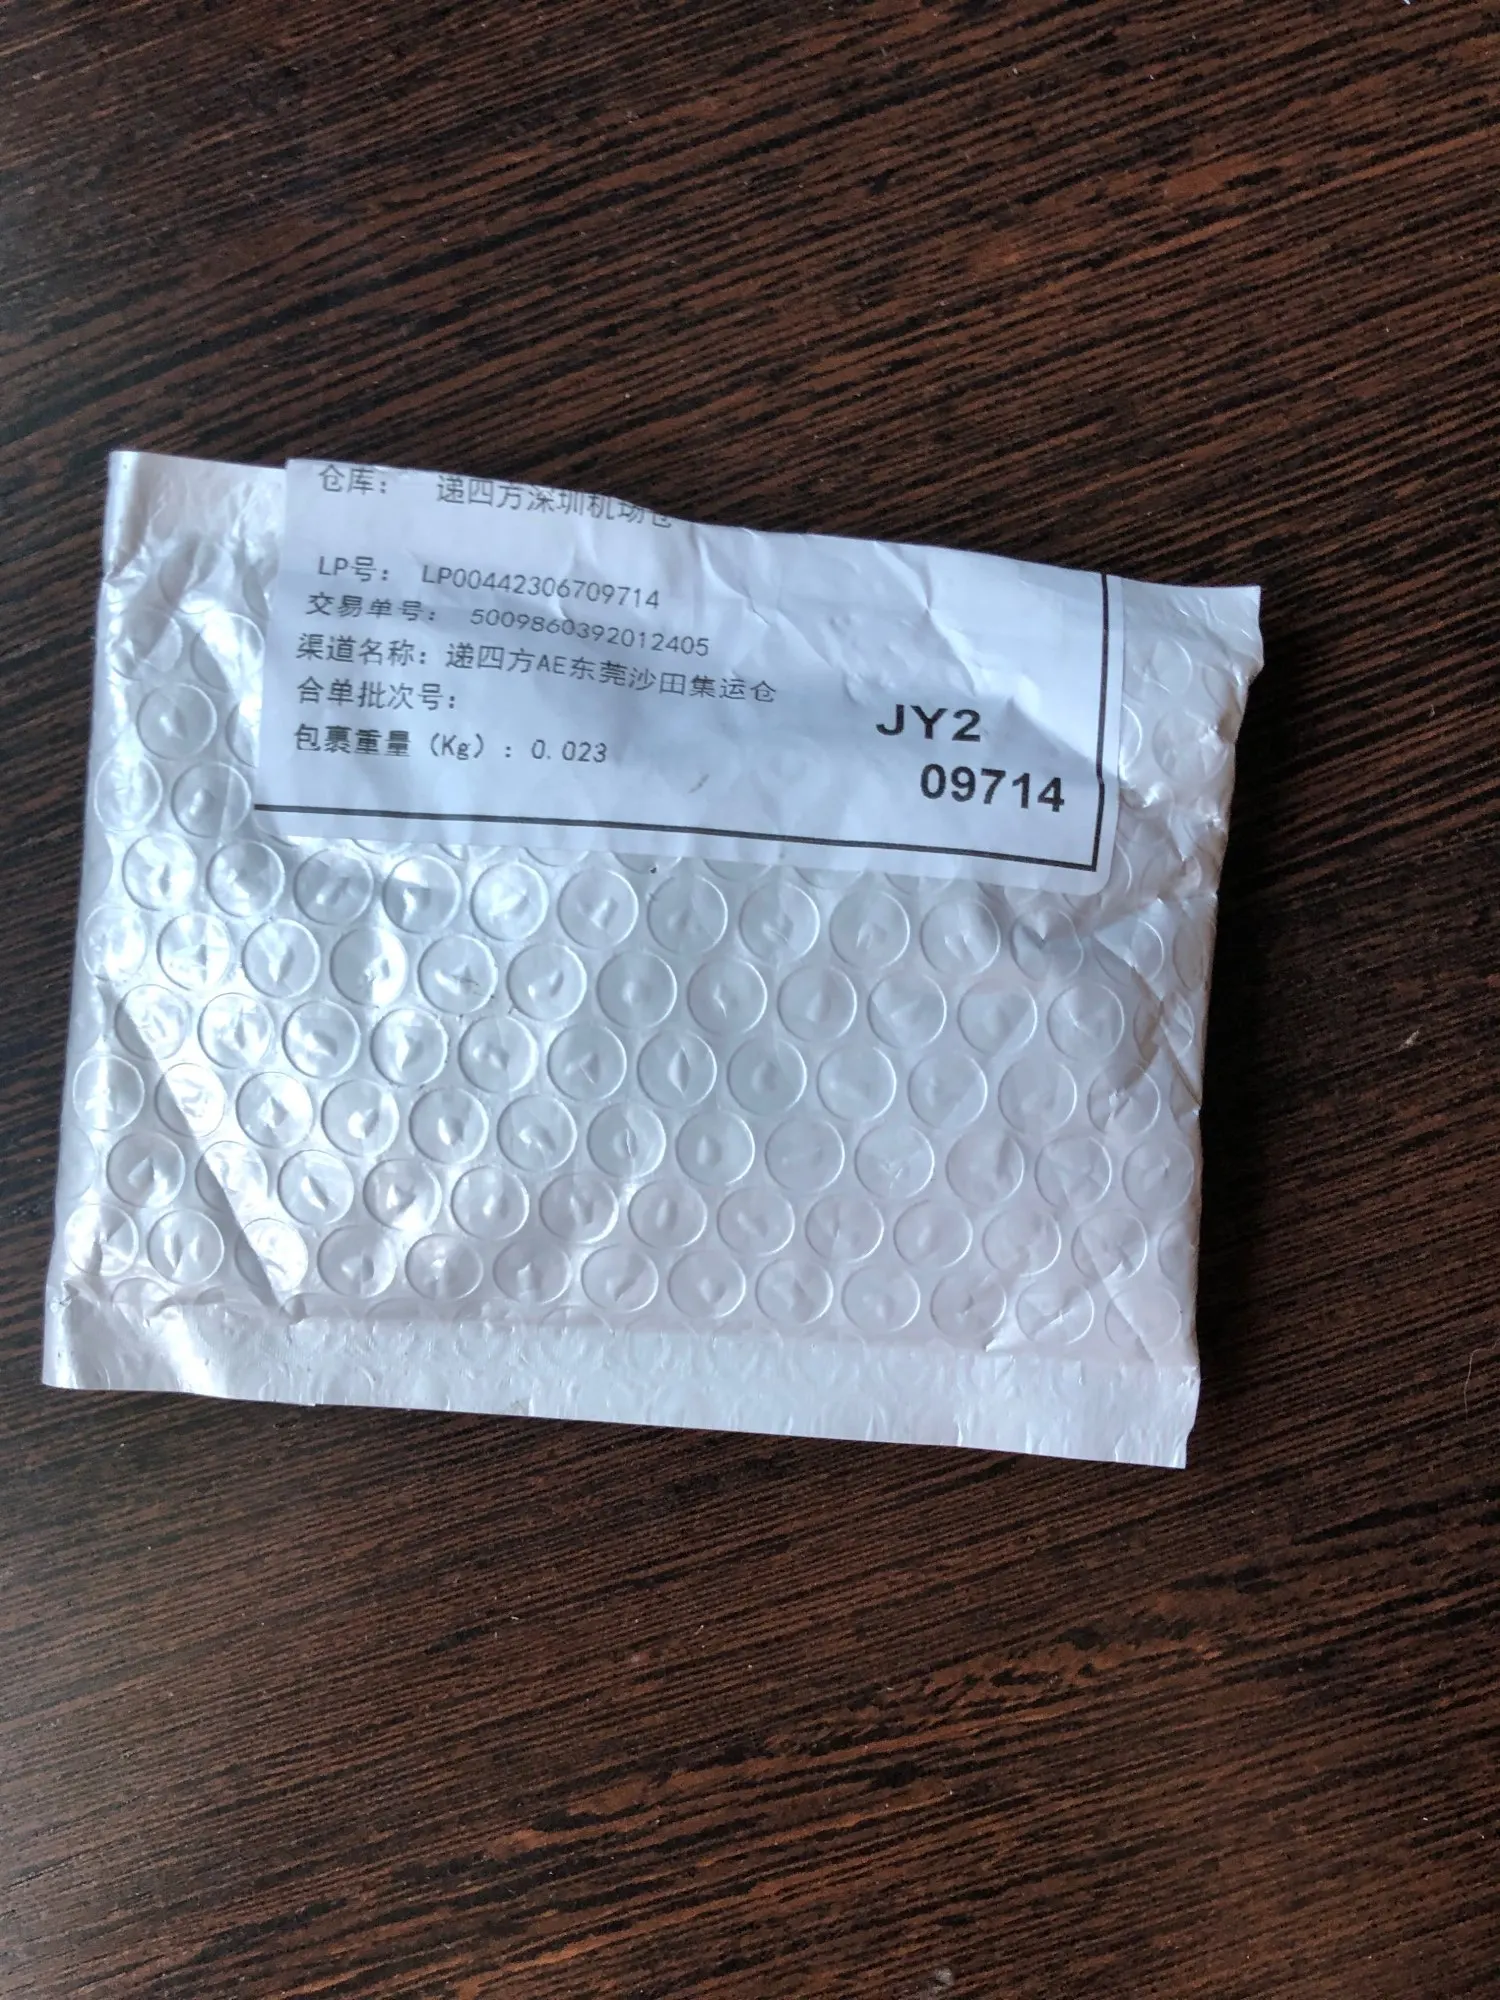 仓库： 递四方深圳机场仓
LP号： LP00442306709714
交易单号： 5009860392012405
渠道名称：递四方AE东莞沙田集运仓
合单批次号：
包裹重量（Kg）: 0.023
JY2
09714